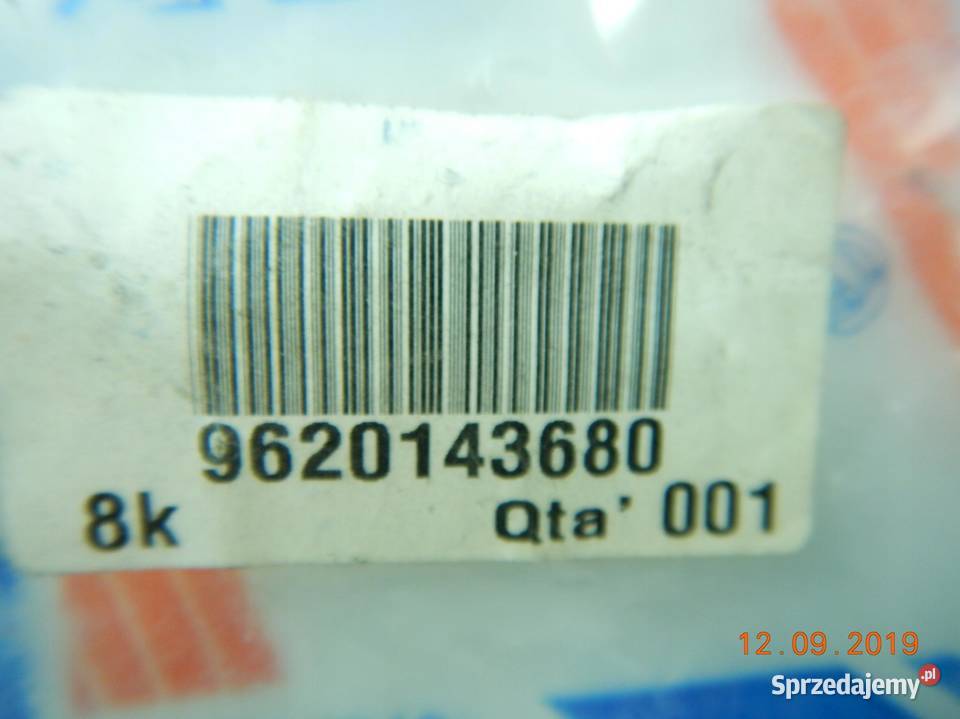 9620143680
8k Qta' 001
12.09.2019
Sprzedajemy.pl